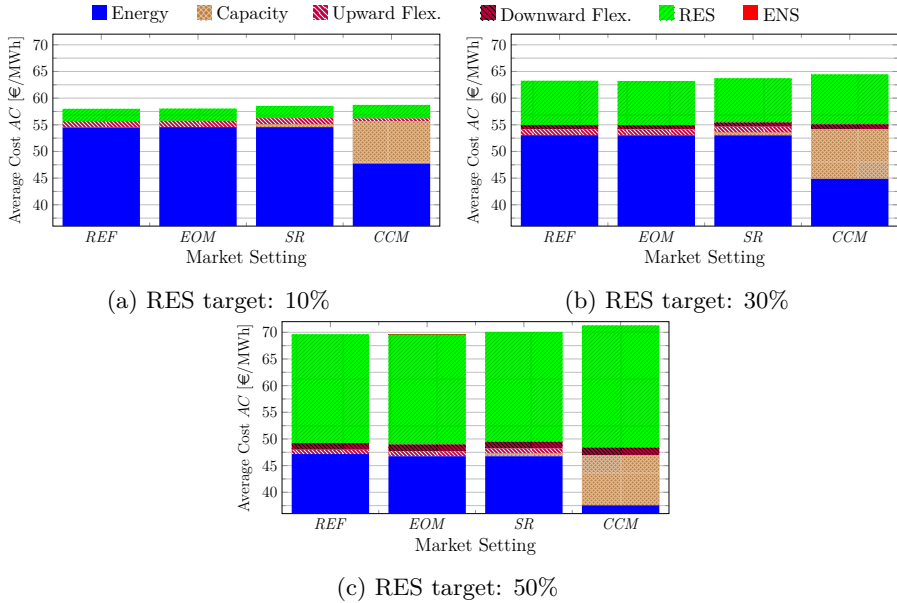 Energy Capacity Upward Flex. Downward Flex. RES ENS
Average Cost AC [€/MWh]
70
65
60
55
50
45
40
REF EOM SR CCM
Market Setting
(a) RES target: 10%
Average Cost AC [€/MWh]
70
65
60
55
50
45
40
REF EOM SR CCM
Market Setting
(b) RES target: 30%
Average Cost AC [€/MWh]
70
65
60
55
50
45
40
REF EOM SR CCM
Market Setting
(c) RES target: 50%